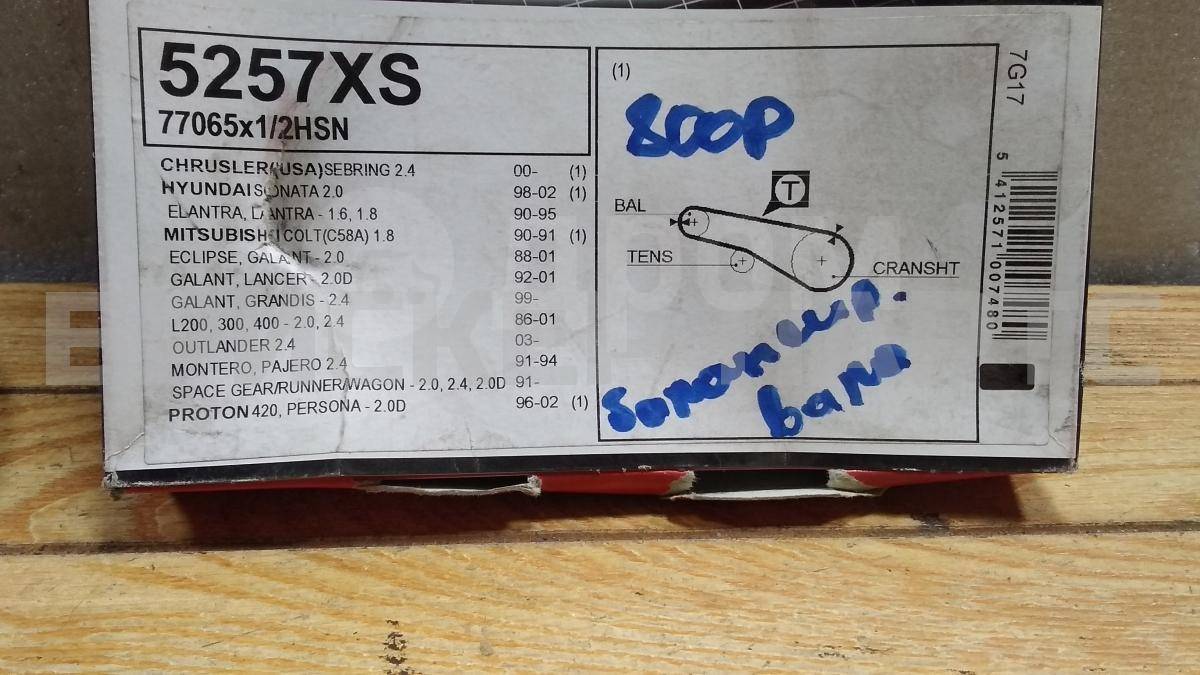 5257XS
77065x1/2HSN
CHRUSLER(USA)SEBRING 2.4 00- (1)
HYUNDAI SONATA 2.0 98-02 (1)
ELANTRA, LANTRA - 1.6, 1.8 90-95
MITSUBISHI COLT(C58A) 1.8 90-91 (1)
ECLIPSE, GALANT - 2.0 88-01
GALANT, LANCER - 2.0D 92-01
GALANT, GRANDIS - 2.4 99-
L200, 300, 400 - 2.0, 2.4 86-01
OUTLANDER 2.4 03-
MONTERO, PAJERO 2.4 91-94
SPACE GEAR/RUNNER/WAGON - 2.0, 2.4, 2.0D 91-
PROTON 420, PERSONA - 2.0D 96-02 (1)
(1)
800р
BAL
T
TENS
CRANSHT
балансир.
вала
7G17
5 412571 007480